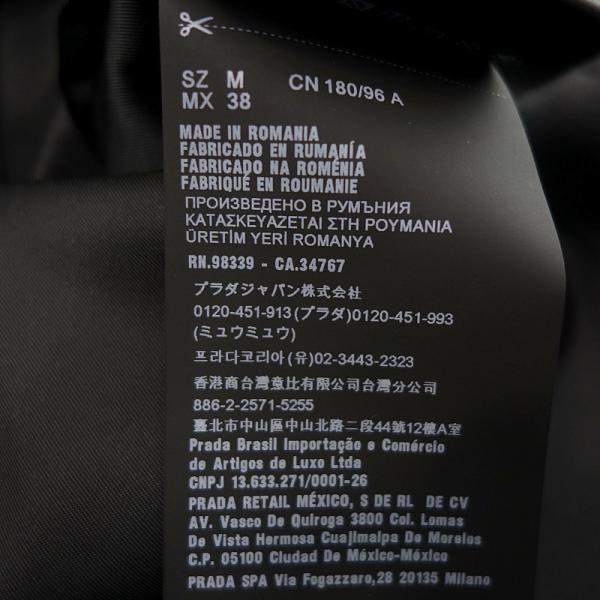 SZ M CN 180/96 A
MX 38
MADE IN ROMANIA
FABRICADO EN RUMANÍA
FABRICADO NA ROMÉNIA
FABRIQUÉ EN ROUMANIE
ПРОИЗВЕДЕНО В РУМЪНИЯ
ΚΑΤΑΣΚΕΥΑΖΕΤΑΙ ΣΤΗ ΡΟΥΜΑΝΙΑ
ÜRETİM YERİ ROMANYA
RN.98339 - CA.34767
プラダジャパン株式会社
0120-451-913(プラダ)0120-451-993
(ミュウミュウ)
프라다코리아(유)02-3443-2323
香港商台灣意比有限公司台灣分公司
886-2-2571-5255
臺北市中山區中山北路二段44號12樓A室
Prada Brasil Importação e Comércio
de Artigos de Luxo Ltda
CNPJ 13.633.271/0001-26
PRADA RETAIL MÉXICO, S DE RL DE CV
AV. Vasco De Quiroga 3800 Col. Lomas
De Vista Hermosa Cuajimalpa De Morelos
C.P. 05100 Ciudad De México-México
PRADA SPA Via Fogazzaro,28 20135 Milano